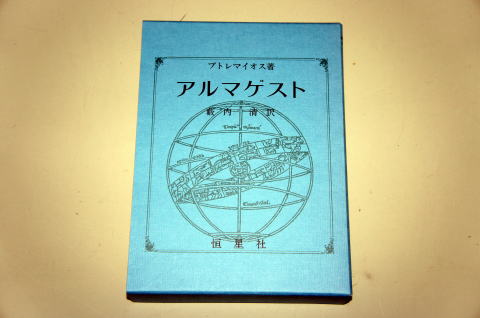 プトレマイオス著
アルマゲスト
藪内 清 訳
恒星社